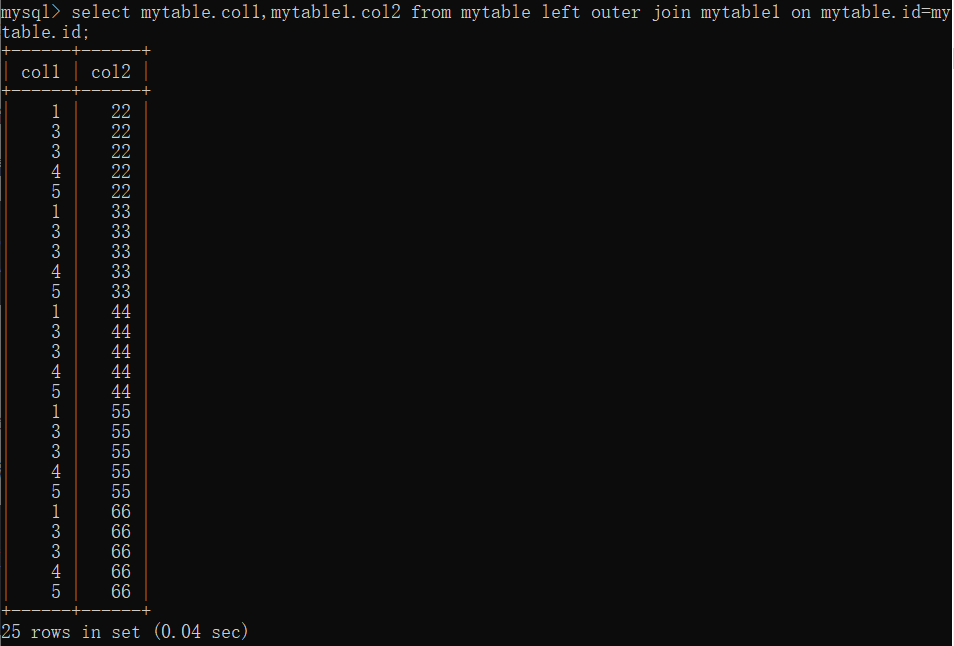 mysql> select mytable.col1,mytable1.col2 from mytable left outer join mytable1 on mytable.id=my
table.id;
+------+------+
| col1 | col2 |
+------+------+
|    1 |   22 |
|    3 |   22 |
|    3 |   22 |
|    4 |   22 |
|    5 |   22 |
|    1 |   33 |
|    3 |   33 |
|    3 |   33 |
|    4 |   33 |
|    5 |   33 |
|    1 |   44 |
|    3 |   44 |
|    3 |   44 |
|    4 |   44 |
|    5 |   44 |
|    1 |   55 |
|    3 |   55 |
|    3 |   55 |
|    4 |   55 |
|    5 |   55 |
|    1 |   66 |
|    3 |   66 |
|    3 |   66 |
|    4 |   66 |
|    5 |   66 |
+------+------+
25 rows in set (0.04 sec)